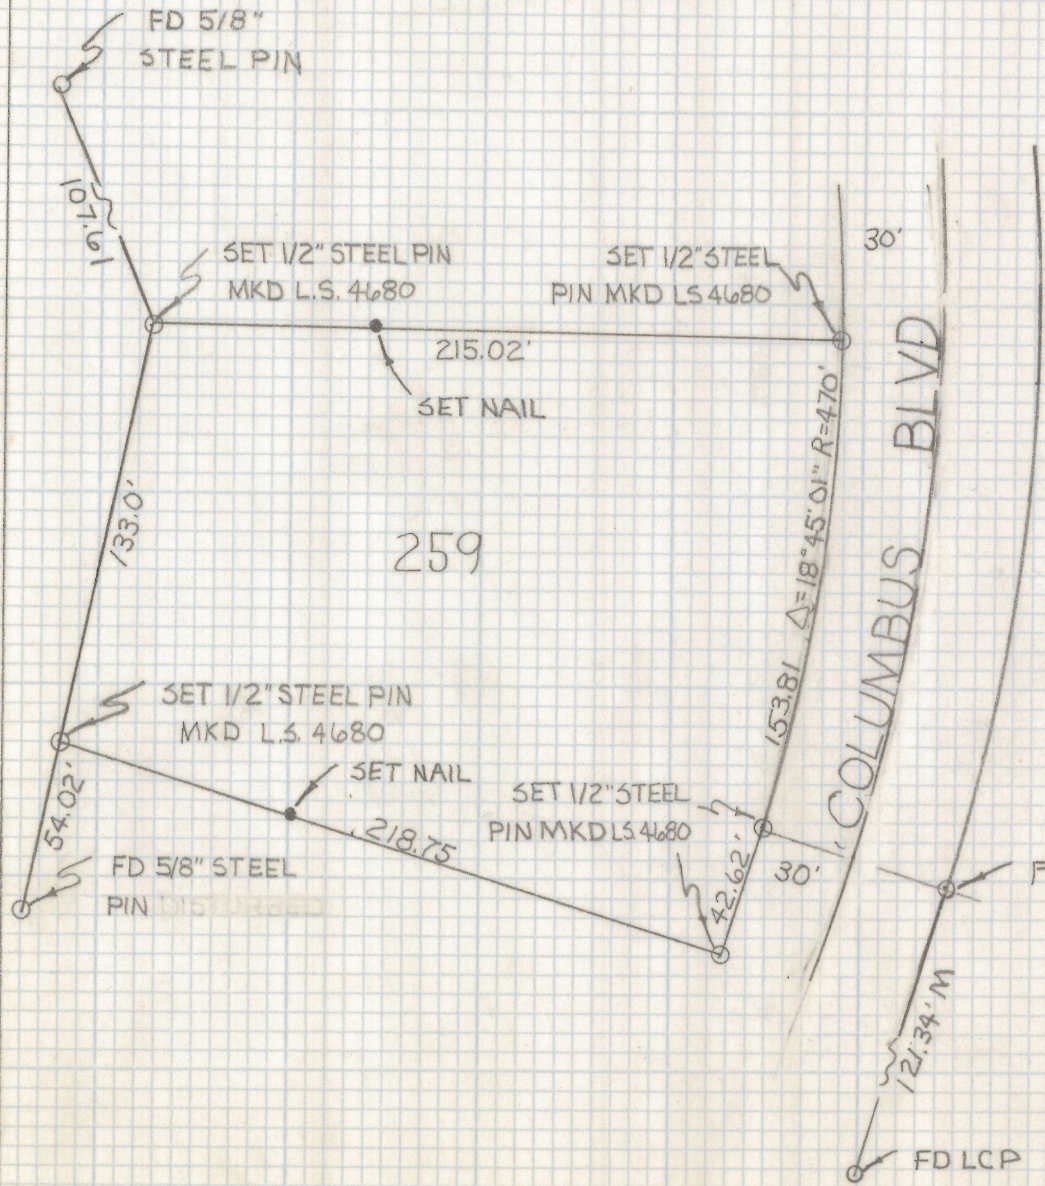 FD 5/8"
STEEL PIN
107.61
SET 1/2" STEEL PIN
MKD L.S. 4680
SET 1/2" STEEL
PIN MKD LS 4680
30'
215.02'
SET NAIL
BLVD
COLUMBUS
153.81 Δ=18°45'01" R=470'
133.0'
259
SET 1/2" STEEL PIN
MKD L.S. 4680
SET NAIL
SET 1/2" STEEL
PIN MKD LS. 4680
54.02'
218.75
42.62'
30'
FD 5/8" STEEL
PIN
F
121.34' M
FD LCP